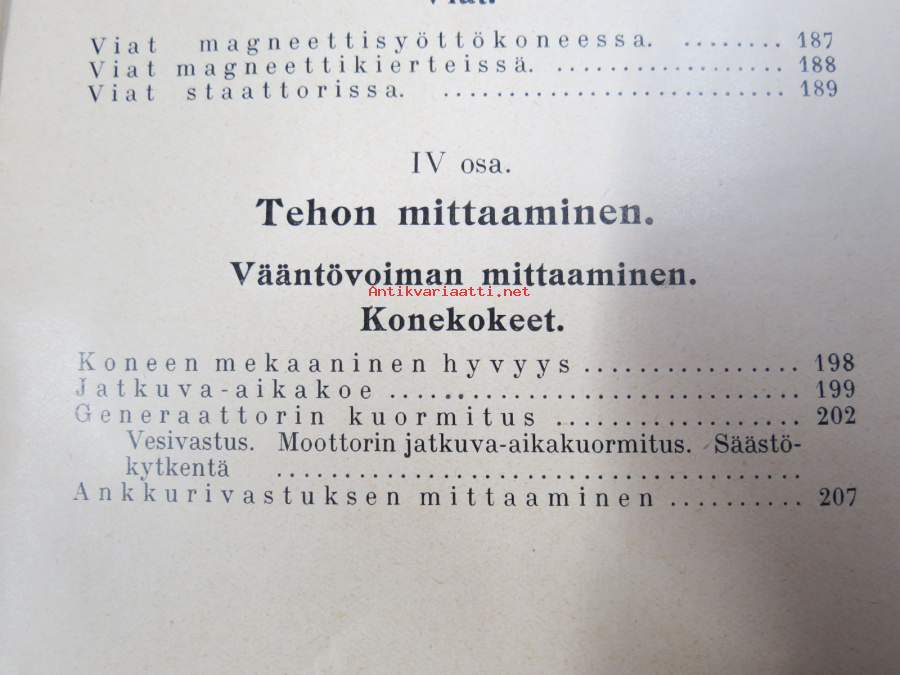 Viat.
Viat magneettisyöttökoneessa. ........ 187
Viat magneettikierteissä. .................. 188
Viat staattorissa. ........................... 189
IV osa.
Tehon mittaaminen.
Vääntövoiman mittaaminen.
Antikvariaatti.net
Konekokeet.
Koneen mekaaninen hyvyys ................. 198
Jatkuva-aikakoe ................................ 199
Generaattorin kuormitus ................... 202
Vesivastus. Moottorin jatkuva-aikakuormitus. Säästö-
kytkentä ........................................
Ankkurivastuksen mittaaminen .......... 207